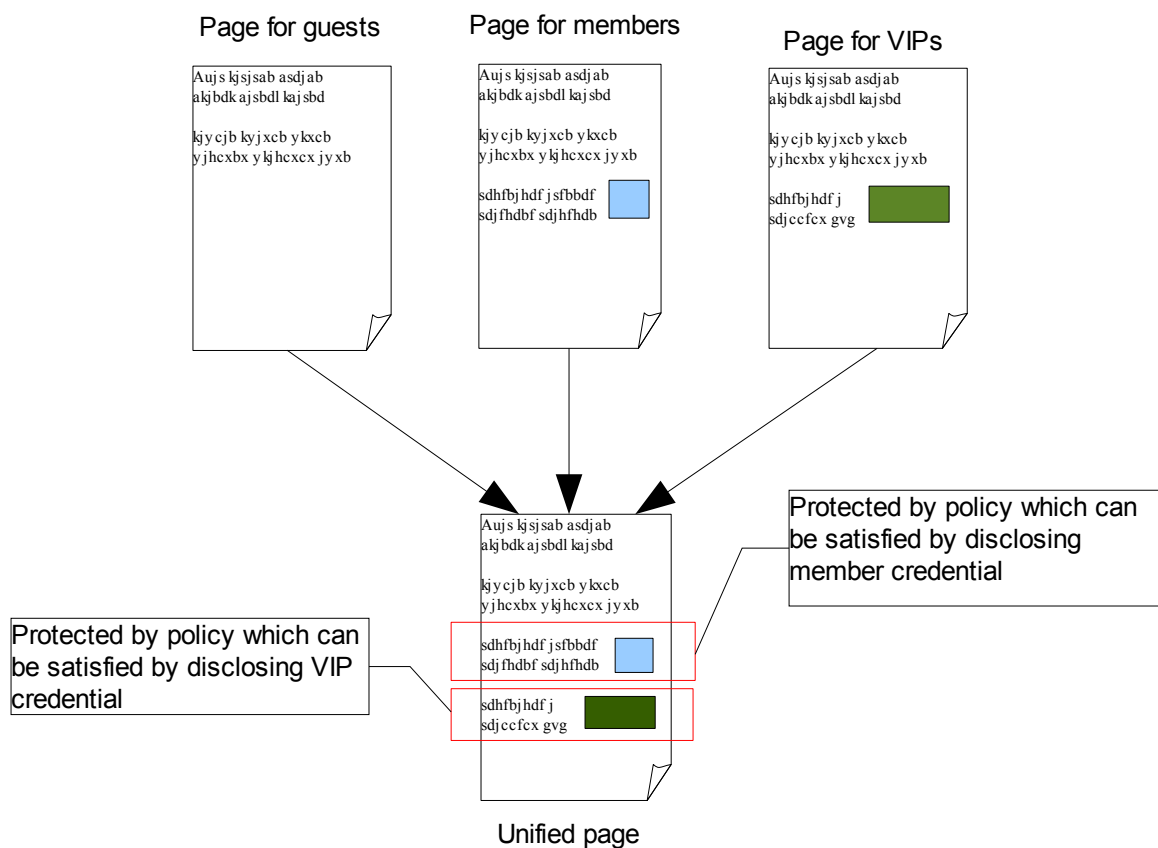 Page for guests
Aujs kjsjsab asdjab
akjbdk ajsbdl kajsbd
kjycjb kyjxcb ykxcb
yjhcxbx ykjhcxcx jyxb
Page for members
Aujs kjsjsab asdjab
akjbdk ajsbdl kajsbd
kjycjb kyjxcb ykxcb
yjhcxbx ykjhcxcx jyxb
sdhfbjhdf jsfbbdf
sdjfhdbf sdjhfhdb
Page for VIPs
Aujs kjsjsab asdjab
akjbdk ajsbdl kajsbd
kjycjb kyjxcb ykxcb
yjhcxbx ykjhcxcx jyxb
sdhfbjhdf j
sdjccfcx gvg
Protected by policy which can
be satisfied by disclosing
member credential
Aujs kjsjsab asdjab
akjbdk ajsbdl kajsbd
kjycjb kyjxcb ykxcb
yjhcxbx ykjhcxcx jyxb
sdhfbjhdf jsfbbdf
sdjfhdbf sdjhfhdb
sdhfbjhdf j
sdjccfcx gvg
Protected by policy which can
be satisfied by disclosing VIP
credential
Unified page